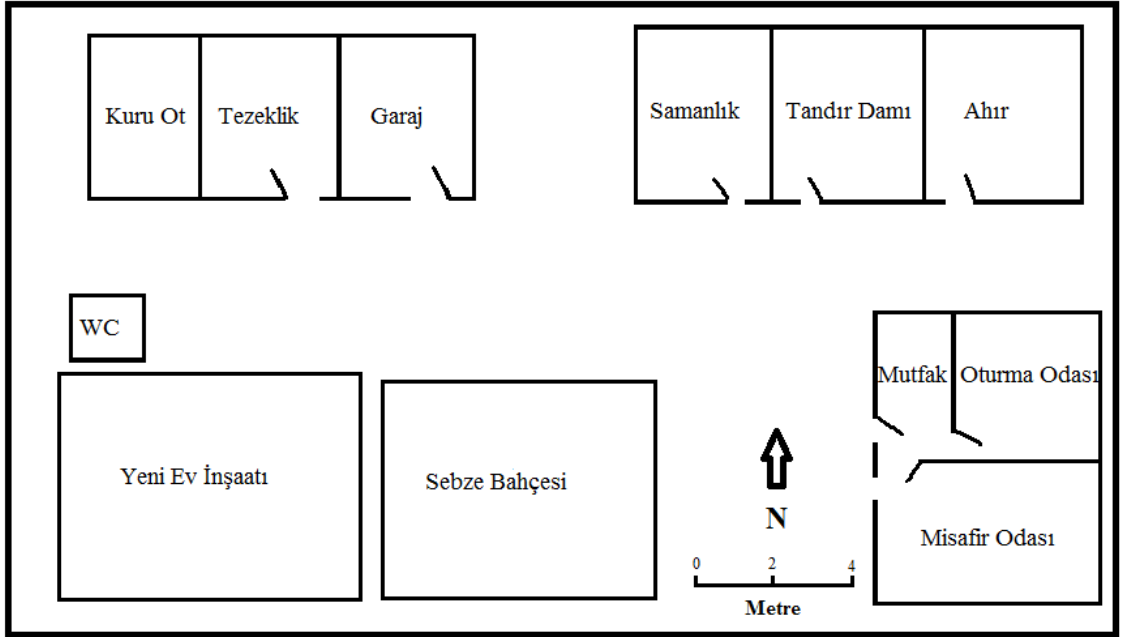 Kuru Ot
Tezeklik
Garaj
Samanlık
Tandır Damı
Ahır
WC
Mutfak
Oturma Odası
Yeni Ev İnşaatı
Sebze Bahçesi
N
Misafir Odası
0 2 4
Metre